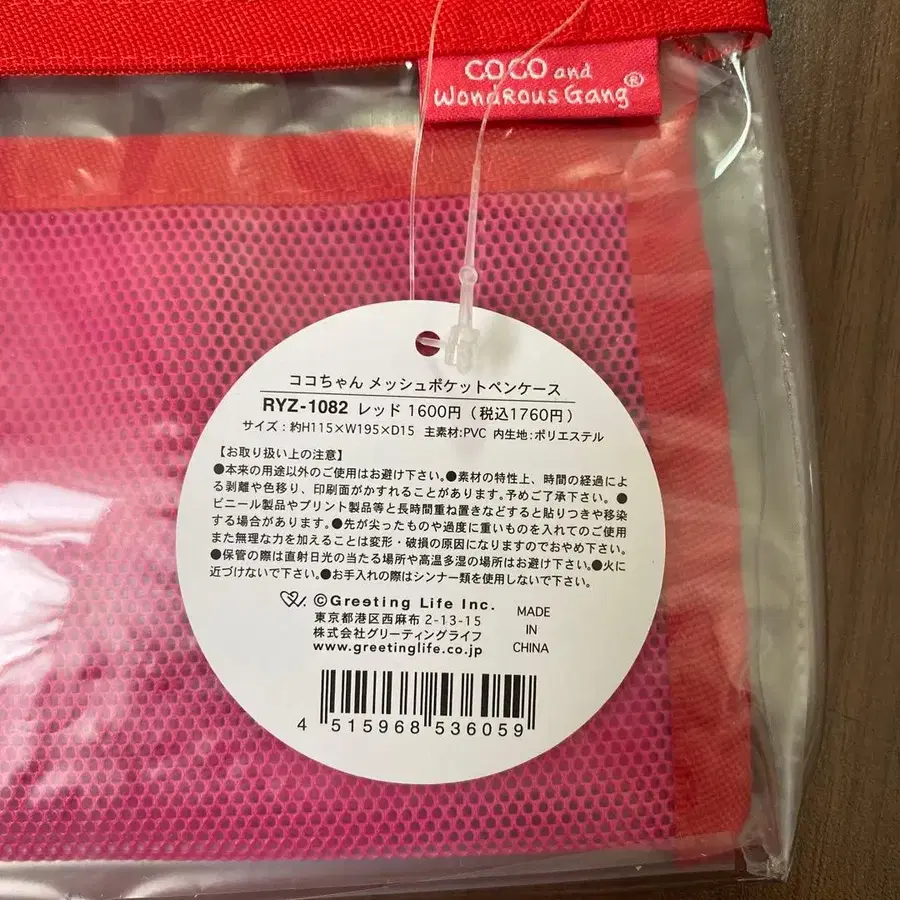 COCO and
WonDRous Gang®
ココちゃん メッシュポケットペンケース
RYZ-1082 レッド 1600円（税込1760円）
サイズ：約H115×W195×D15 主素材:PVC 内生地:ポリエステル
【お取り扱い上の注意】
●本来の用途以外のご使用はお避け下さい。●素材の特性上、時間の経過によ
る剥離や色移り、印刷面がかすれることがあります。予めご了承下さい。●
ビニール製品やプリント製品等と長時間重ね置きなどすると貼りつきや移染
する場合があります。●先が尖ったものや過度に重いものを入れてのご使用
また無理な力を加えることは変形・破損の原因になりますのでおやめ下さい。
●保管の際は直射日光の当たる場所や高温多湿の場所はお避け下さい。●火に
近づけないで下さい。●お手入れの際はシンナー類を使用しないで下さい。
©Greeting Life Inc.
東京都港区西麻布 2-13-15
株式会社グリーティングライフ
www.greetinglife.co.jp
MADE
IN
CHINA
4 515968 536059